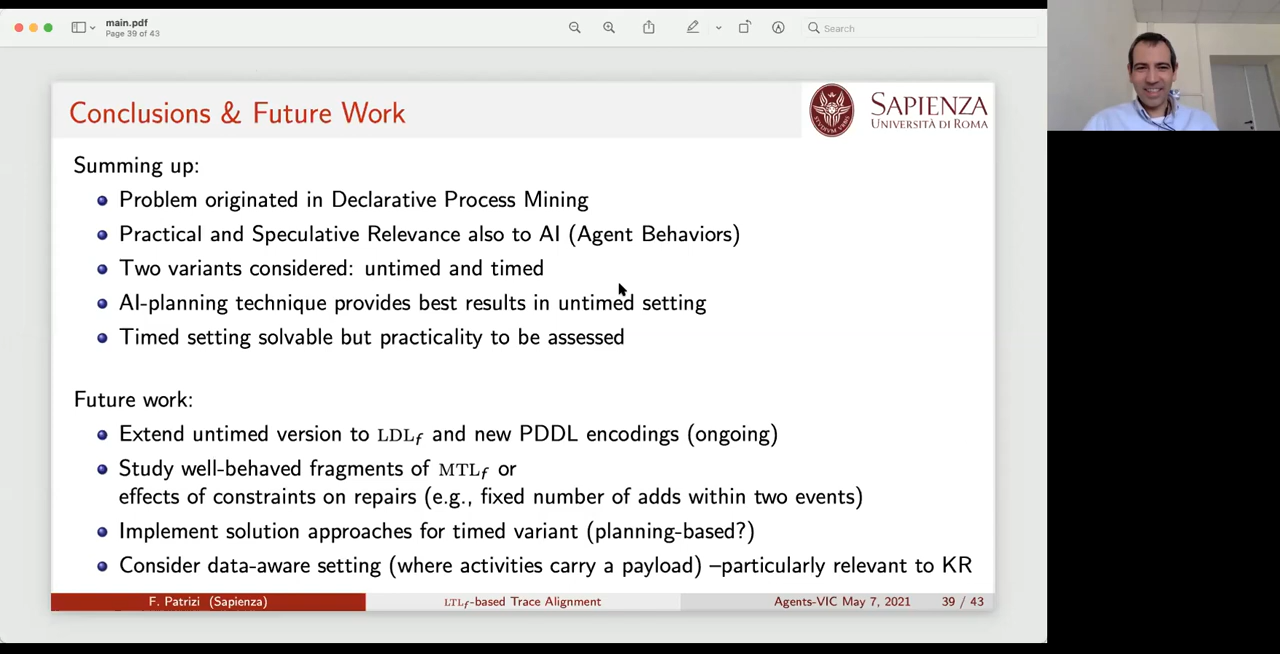 main.pdf
Page 39 of 43
Search
Conclusions & Future Work
SAPIENZA
UNIVERSITÀ DI ROMA
Summing up:
Problem originated in Declarative Process Mining
Practical and Speculative Relevance also to AI (Agent Behaviors)
Two variants considered: untimed and timed
AI-planning technique provides best results in untimed setting
Timed setting solvable but practicality to be assessed
Future work:
Extend untimed version to LDLf and new PDDL encodings (ongoing)
Study well-behaved fragments of MTLf or
effects of constraints on repairs (e.g., fixed number of adds within two events)
Implement solution approaches for timed variant (planning-based?)
Consider data-aware setting (where activities carry a payload) –particularly relevant to KR
F. Patrizi (Sapienza)
LTLf-based Trace Alignment
Agents-VIC May 7, 2021
39 / 43